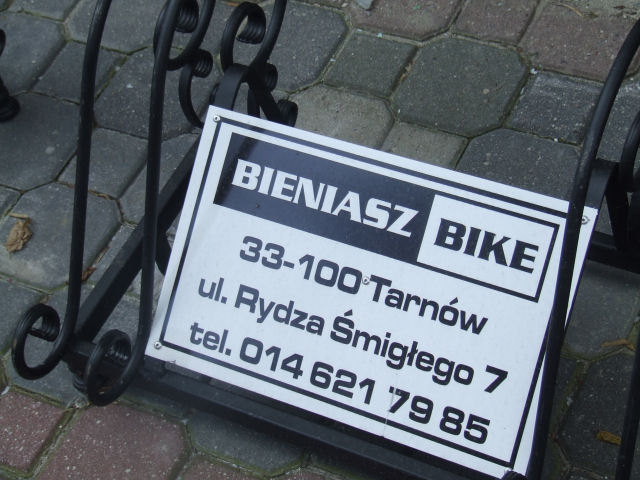 BIENIASZ BIKE
33-100 Tarnów
ul. Rydza Śmigłego 7
tel. 014 621 79 85